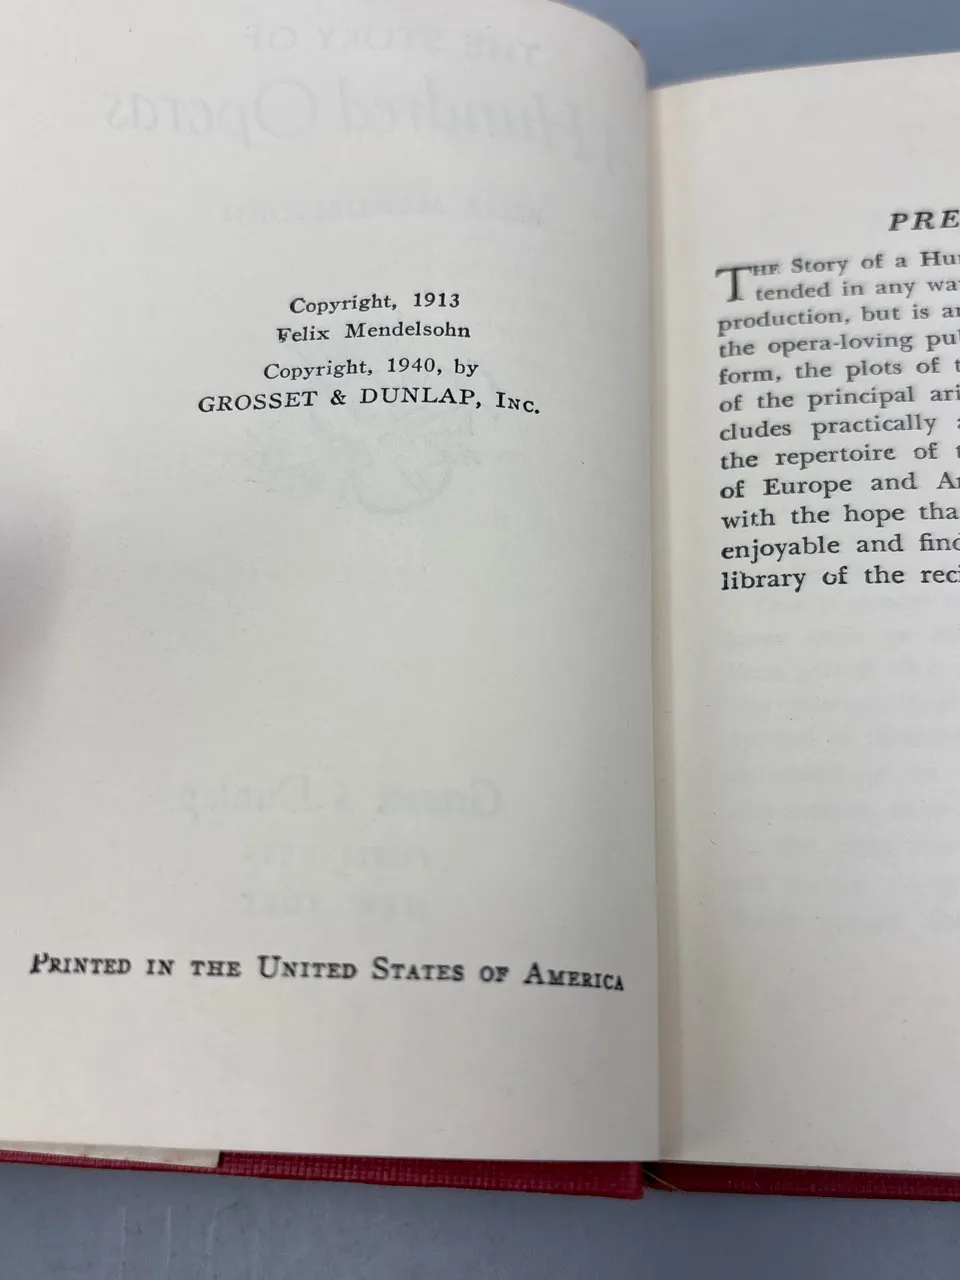 Copyright, 1913
Felix Mendelsohn
Copyright, 1940, by
GROSSET & DUNLAP, INC.
PRINTED IN THE UNITED STATES OF AMERICA
PRE
THE Story of a Hu
tended in any wa
production, but is a
the opera-loving pu
form, the plots of t
of the principal ari
cludes practically a
the repertoire of t
of Europe and A
with the hope tha
enjoyable and find
library of the reci